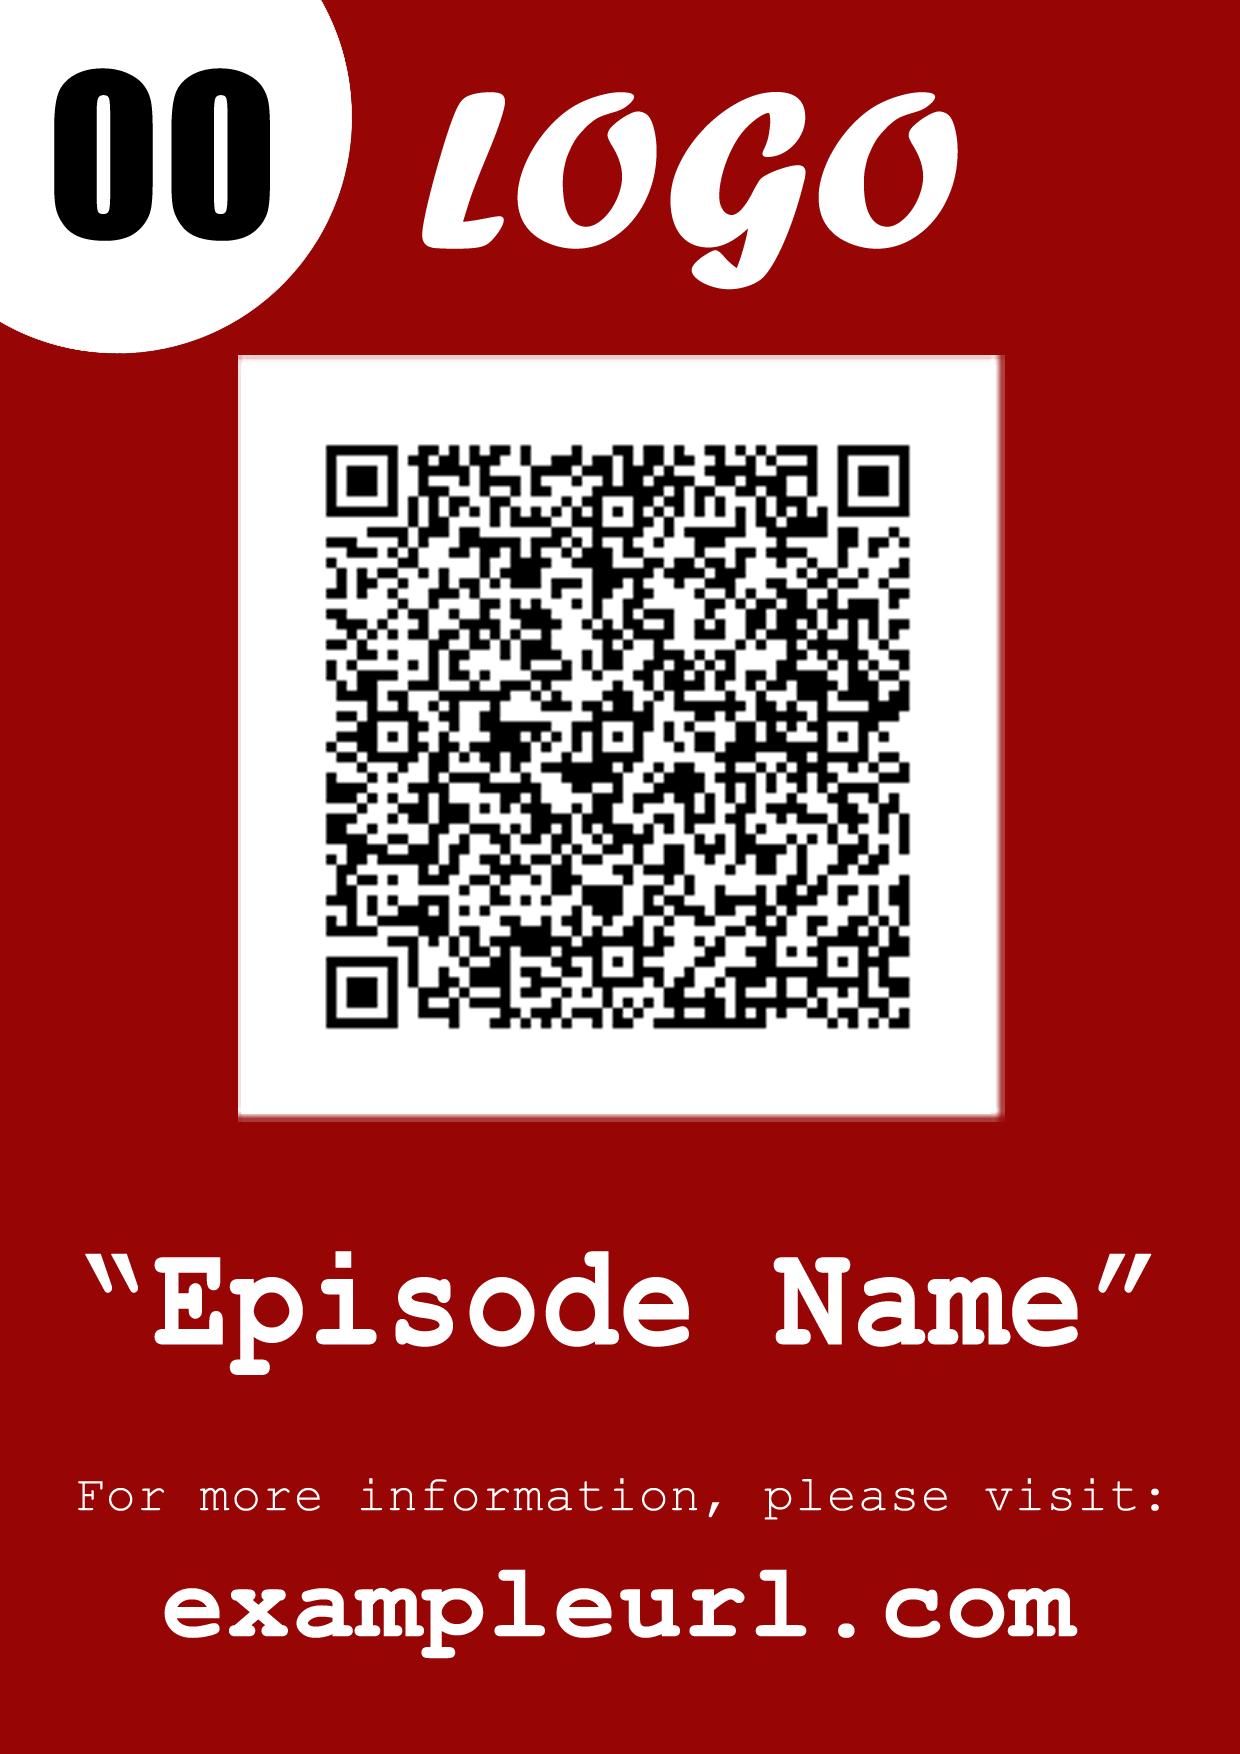 00
LOGO
“Episode Name”
For more information, please visit:
exampleurl.com